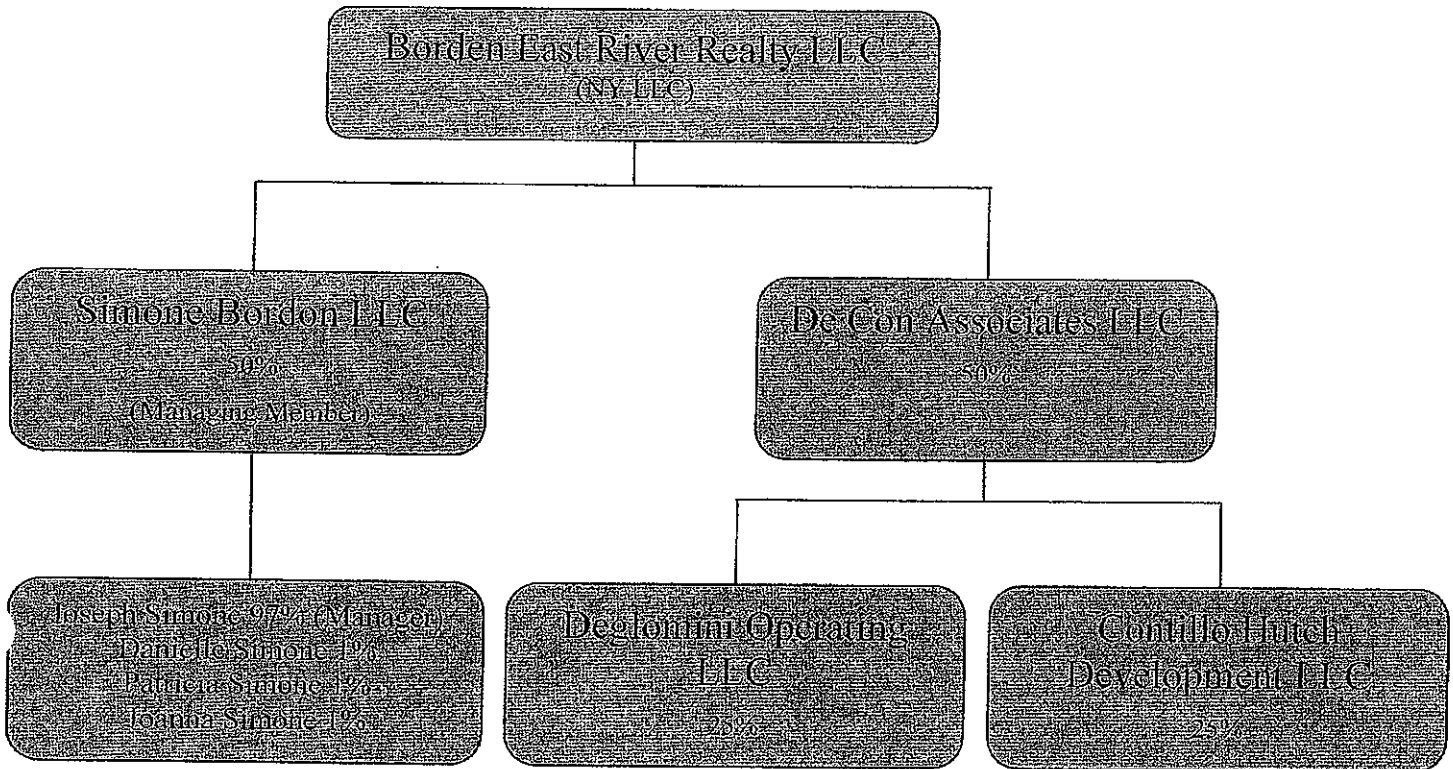 Borden East River Realty LLC
(NY LLC)
Simone Bordon LLC
50%
(Managing Member)
De Con Associates LLC
50%
Joseph Simone 97% (Manager)
Danielle Simone 1%
Patricia Simone 1%
Joanna Simone 1%
Deglomini Operating
LLC
25%
Contillo Hutch
Development LLC
25%